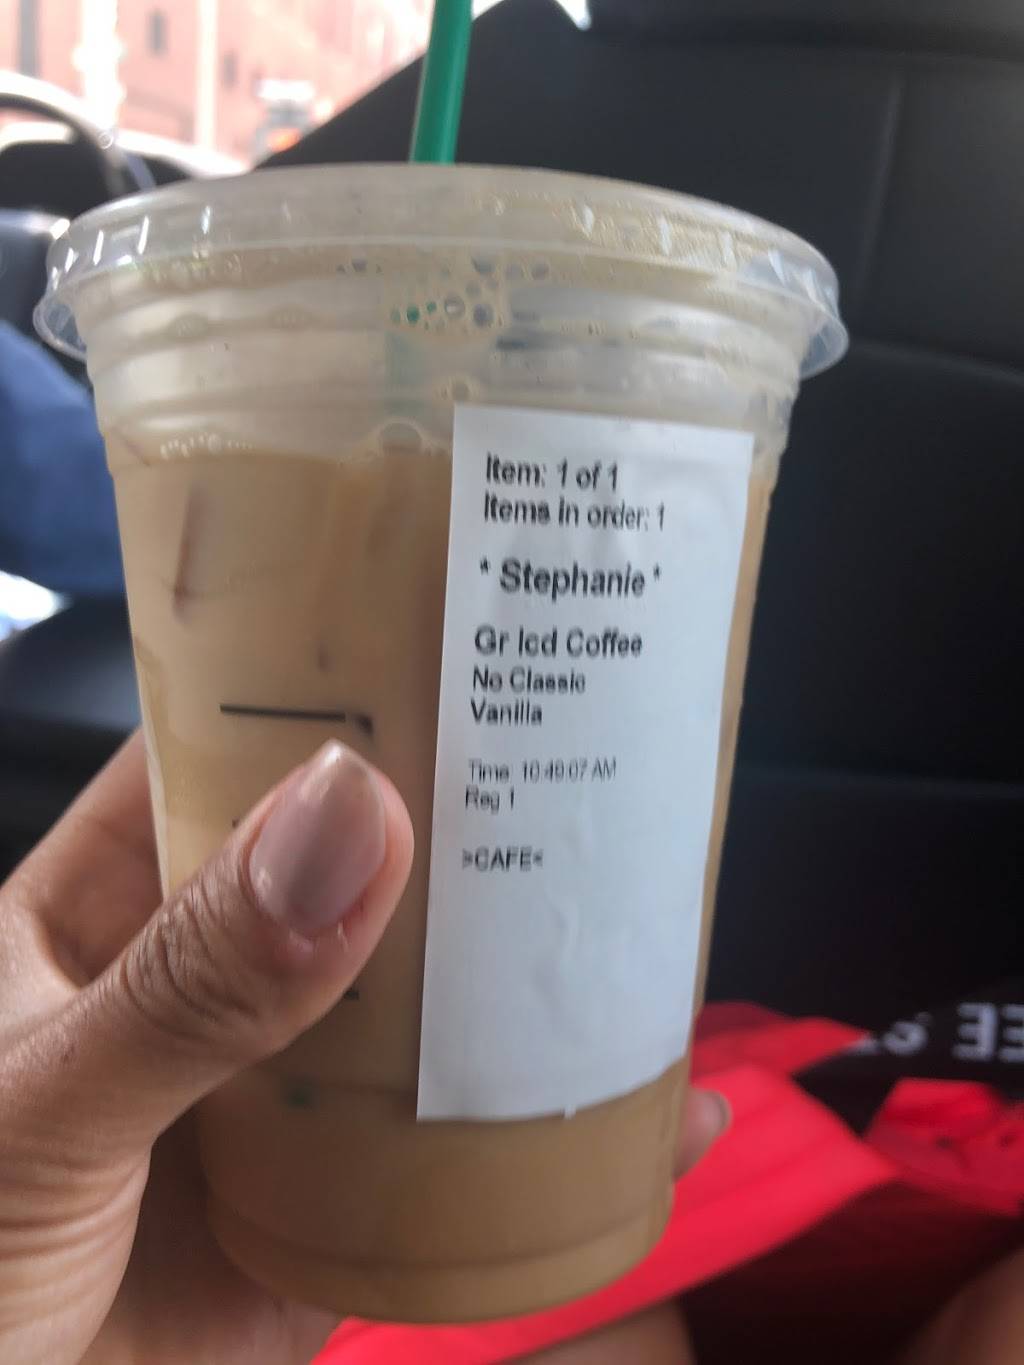 Item: 1 of 1
Items in order: 1
* Stephanie *
Gr Icd Coffee
No Classic
Vanilla
Time: 10:49:07 AM
Reg 1
>CAFE<